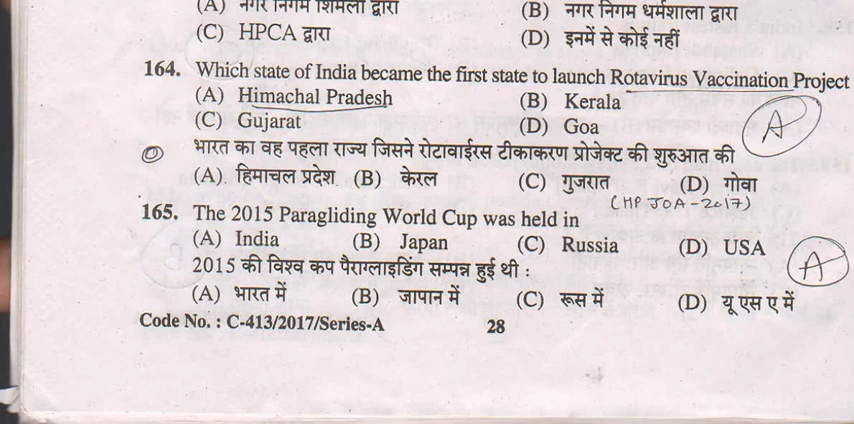 (A) नगर निगम शिमला द्वारा (B) नगर निगम धर्मशाला द्वारा
(C) HPCA द्वारा (D) इनमें से कोई नहीं
164. Which state of India became the first state to launch Rotavirus Vaccination Project
(A) Himachal Pradesh (B) Kerala
(C) Gujarat (D) Goa
A
भारत का वह पहला राज्य जिसने रोटावाईरस टीकाकरण प्रोजेक्ट की शुरुआत की
(A) हिमाचल प्रदेश (B) केरल (C) गुजरात (D) गोवा
(HP JOA-2017)
165. The 2015 Paragliding World Cup was held in
(A) India (B) Japan (C) Russia (D) USA
A
2015 की विश्व कप पैराग्लाइडिंग सम्पन्न हुई थी :
(A) भारत में (B) जापान में (C) रूस में (D) यू एस ए में
Code No. : C-413/2017/Series-A 28